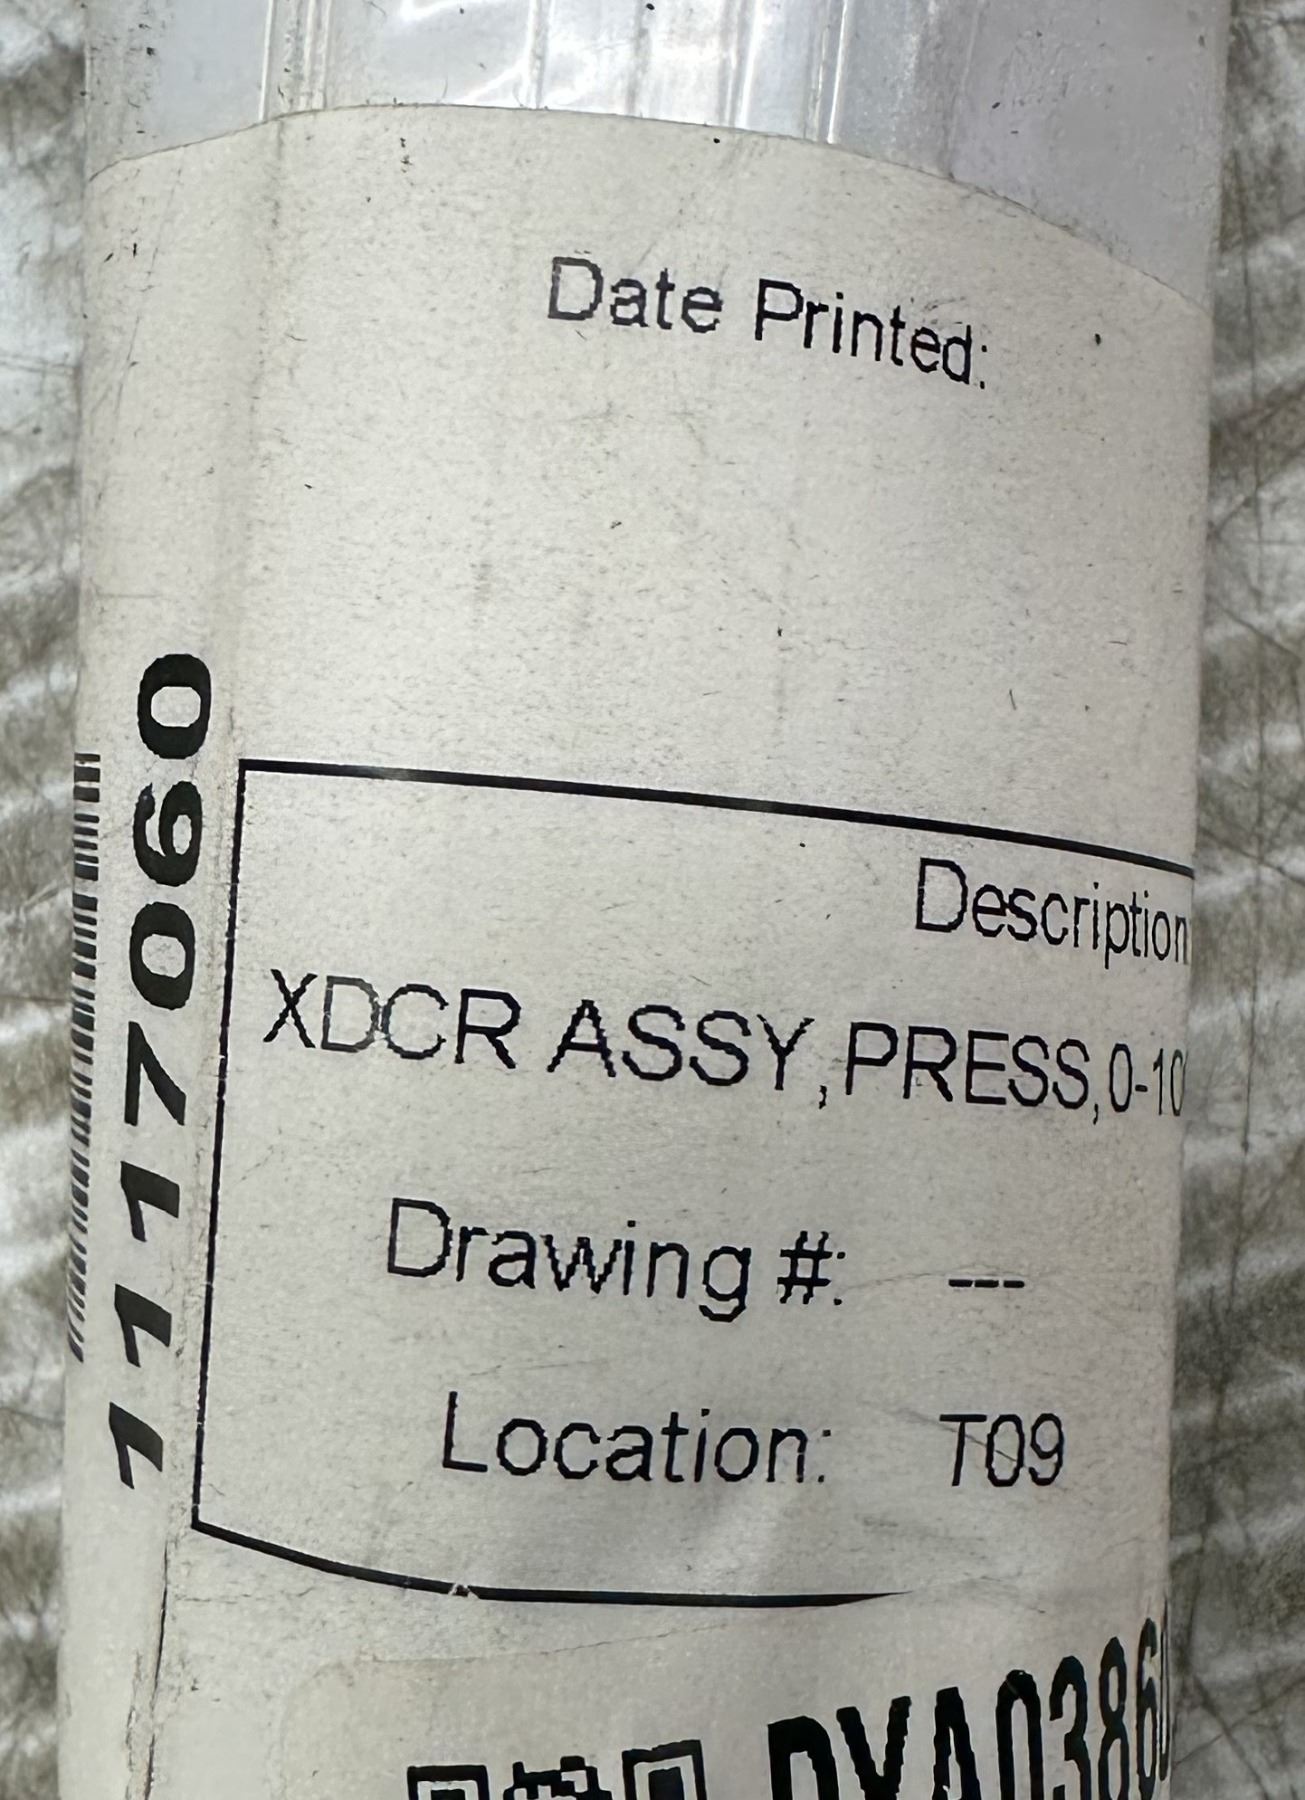 Date Printed:
1117060
Description
XDCR ASSY,PRESS,0-10
Drawing #: ---
Location: T09